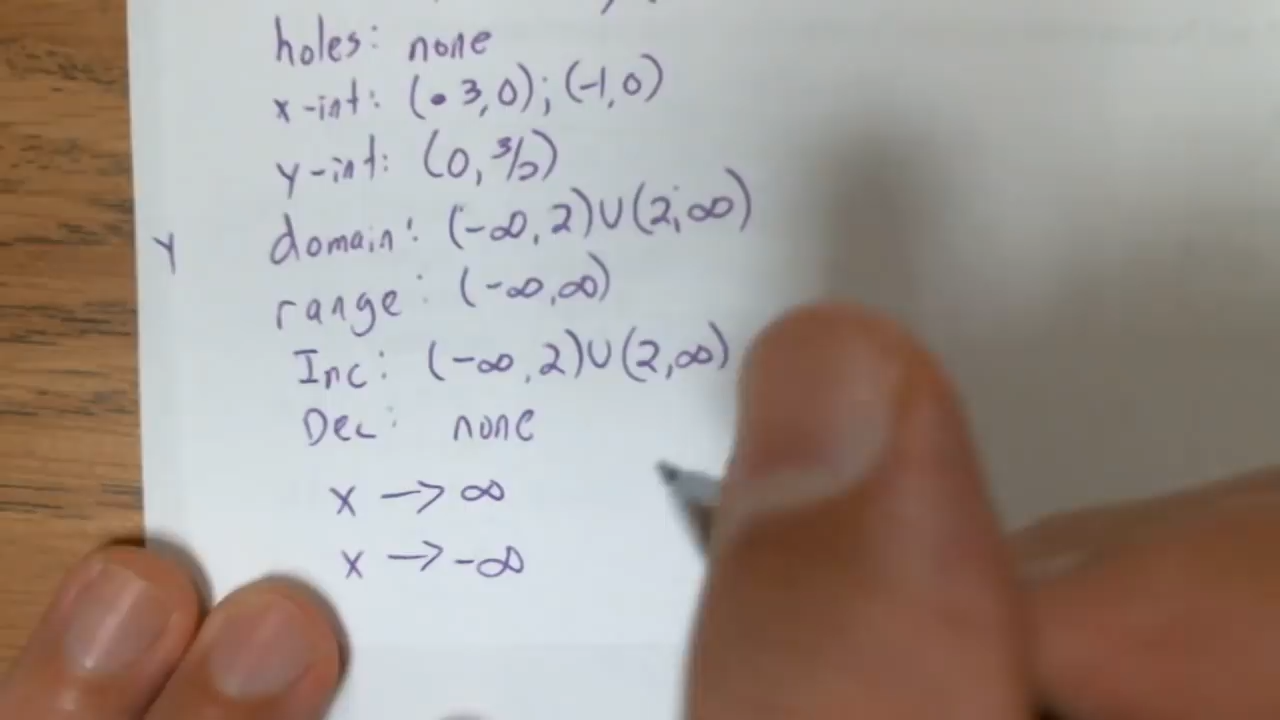 holes: none
x-int: (3,0); (-1,0)
y-int: (0, 3/2)
domain: (-∞, 2)∪(2, ∞)
y
range: (-∞,∞)
Inc: (-∞, 2)∪(2, ∞)
Dec: none
x → ∞
x → -∞